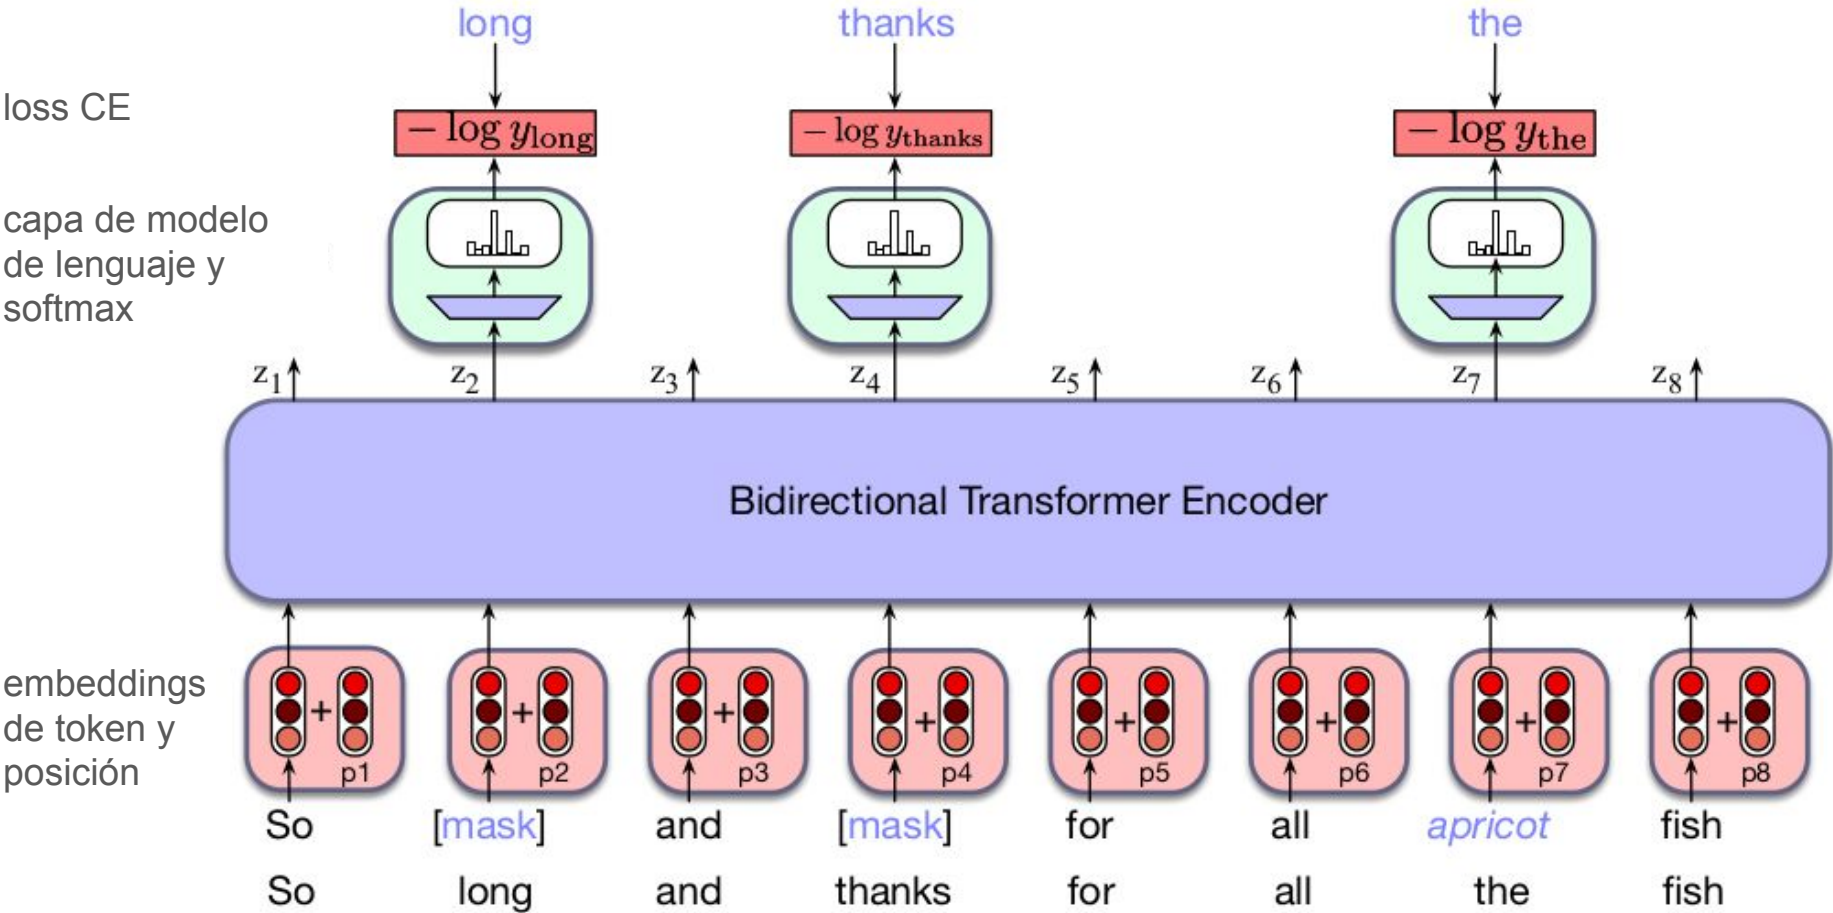 long thanks the
loss CE
− log y_long − log y_thanks − log y_the
capa de modelo
de lenguaje y
softmax
z₁ z₂ z₃ z₄ z₅ z₆ z₇ z₈
Bidirectional Transformer Encoder
embeddings
de token y
posición
+ + + + + + + +
p1 p2 p3 p4 p5 p6 p7 p8
So [mask] and [mask] for all apricot fish
So long and thanks for all the fish